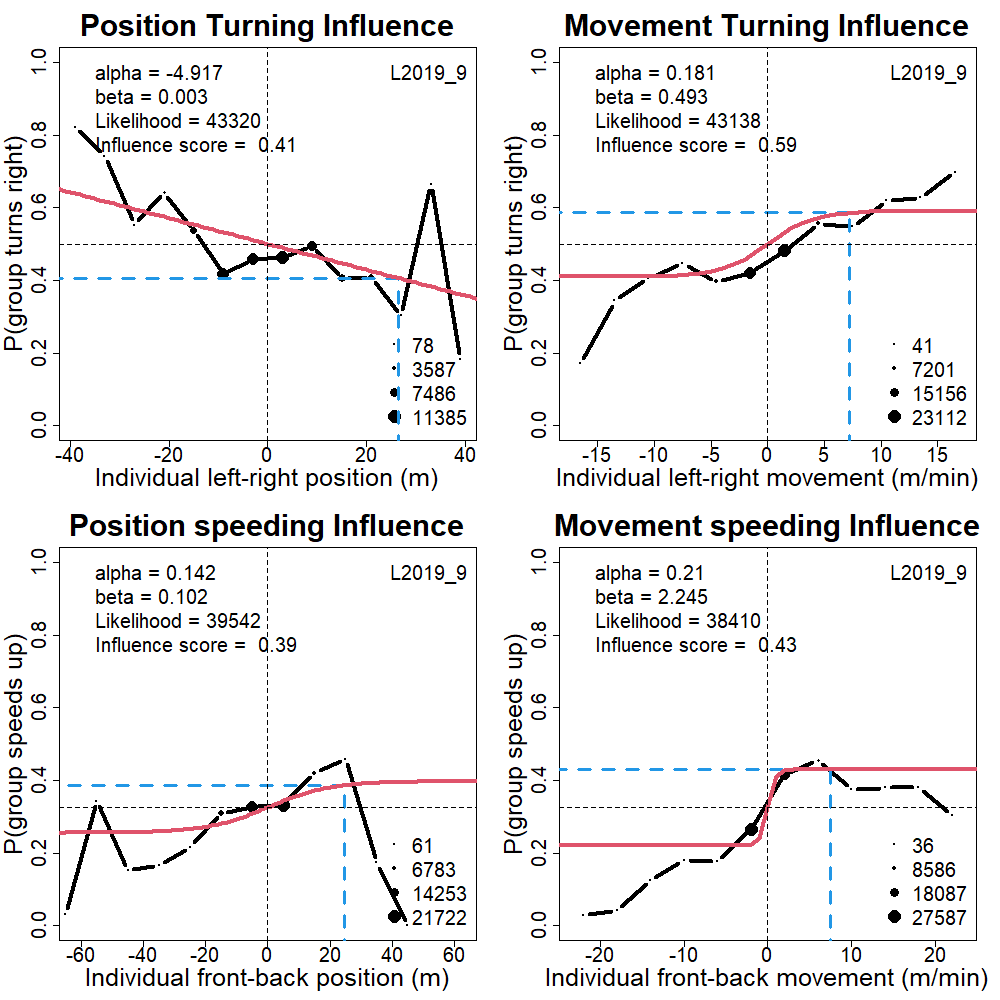 Position Turning Influence
alpha = -4.917
L2019_9
beta = 0.003
Likelihood = 43320
Influence score =  0.41
P(group turns right)
1.0
0.8
0.6
0.4
0.2
0.0
78
3587
7486
11385
-40
-20
0
20
40
Individual left-right position (m)
Movement Turning Influence
alpha = 0.181
L2019_9
beta = 0.493
Likelihood = 43138
Influence score =  0.59
P(group turns right)
1.0
0.8
0.6
0.4
0.2
0.0
41
7201
15156
23112
-15
-10
-5
0
5
10
15
Individual left-right movement (m/min)
Position speeding Influence
alpha = 0.142
L2019_9
beta = 0.102
Likelihood = 39542
Influence score =  0.39
P(group speeds up)
1.0
0.8
0.6
0.4
0.2
0.0
61
6783
14253
21722
-60
-40
-20
0
20
40
60
Individual front-back position (m)
Movement speeding Influence
alpha = 0.21
L2019_9
beta = 2.245
Likelihood = 38410
Influence score =  0.43
P(group speeds up)
1.0
0.8
0.6
0.4
0.2
0.0
36
8586
18087
27587
-20
-10
0
10
20
Individual front-back movement (m/min)